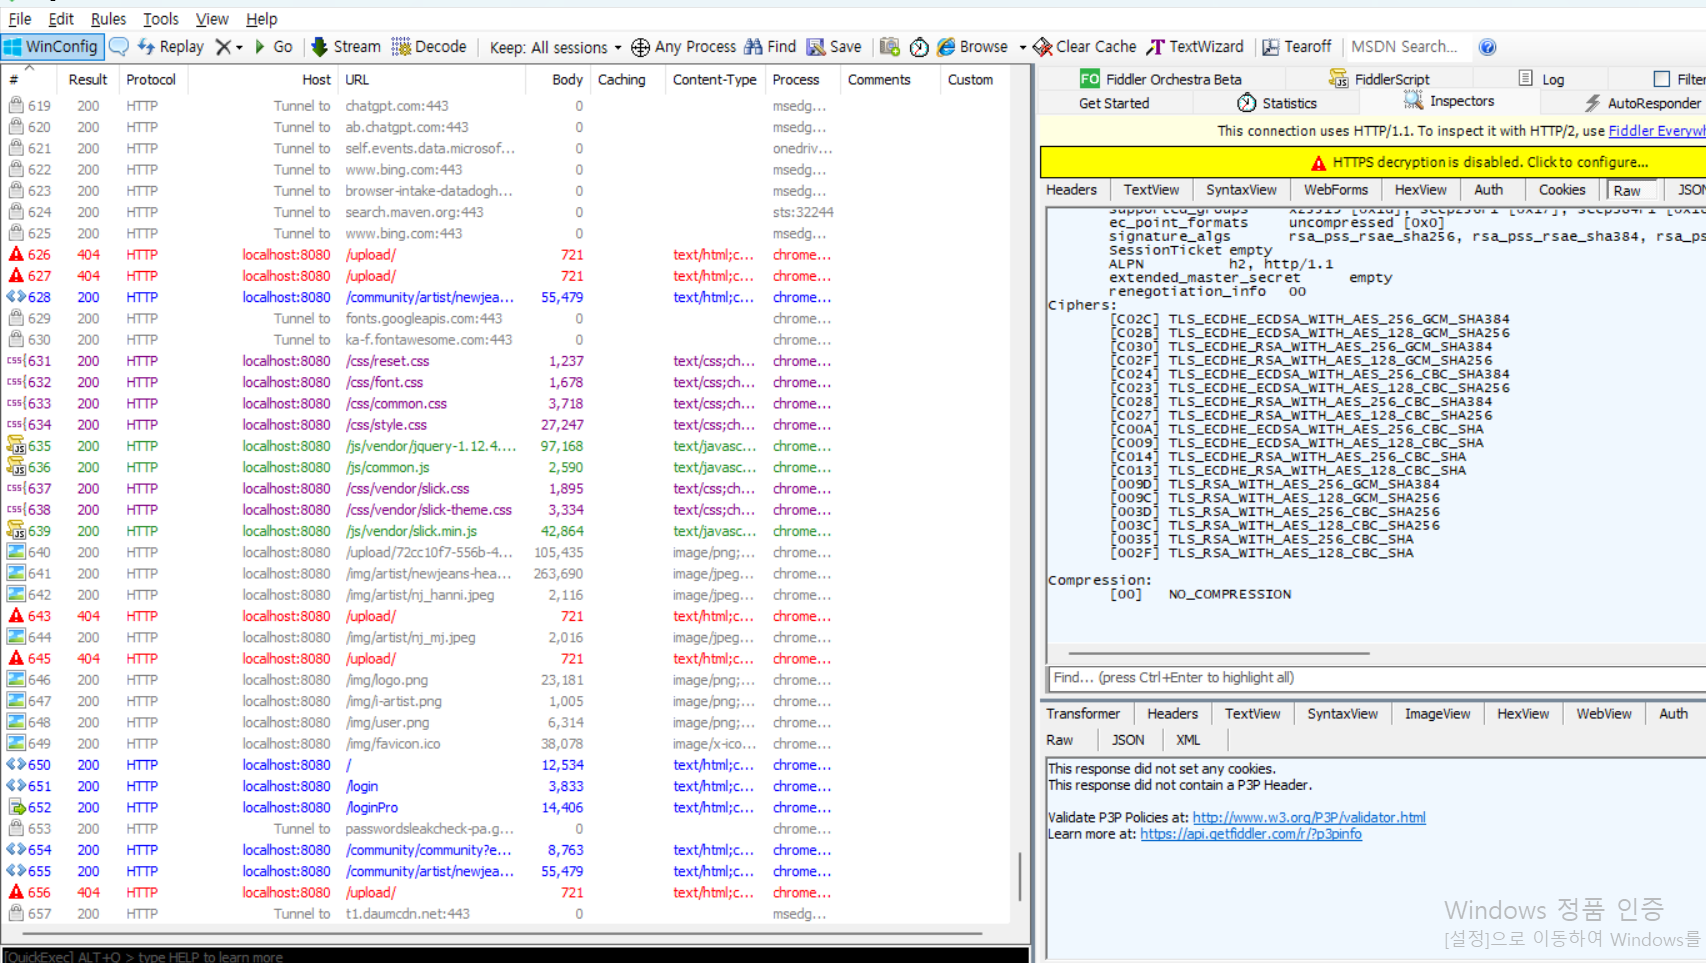 File Edit Rules Tools View Help
WinConfig Replay Go Stream Decode Keep: All sessions Any Process Find Save Browse Clear Cache TextWizard Tearoff MSDN Search...
# Result Protocol Host URL Body Caching Content-Type Process Comments Custom
619 200 HTTP Tunnel to chatgpt.com:443 0 msedg...
620 200 HTTP Tunnel to ab.chatgpt.com:443 0 msedg...
621 200 HTTP Tunnel to self.events.data.microsof... 0 onedriv...
622 200 HTTP Tunnel to www.bing.com:443 0 msedg...
623 200 HTTP Tunnel to browser-intake-datadogh... 0 msedg...
624 200 HTTP Tunnel to search.maven.org:443 0 sts:32244
625 200 HTTP Tunnel to www.bing.com:443 0 msedg...
626 404 HTTP localhost:8080 /upload/ 721 text/html;c... chrome...
627 404 HTTP localhost:8080 /upload/ 721 text/html;c... chrome...
628 200 HTTP localhost:8080 /community/artist/newjea... 55,479 text/html;c... chrome...
629 200 HTTP Tunnel to fonts.googleapis.com:443 0 chrome...
630 200 HTTP Tunnel to ka-f.fontawesome.com:443 0 chrome...
631 200 HTTP localhost:8080 /css/reset.css 1,237 text/css;ch... chrome...
632 200 HTTP localhost:8080 /css/font.css 1,678 text/css;ch... chrome...
633 200 HTTP localhost:8080 /css/common.css 3,718 text/css;ch... chrome...
634 200 HTTP localhost:8080 /css/style.css 27,247 text/css;ch... chrome...
635 200 HTTP localhost:8080 /js/vendor/jquery-1.12.4.... 97,168 text/javasc... chrome...
636 200 HTTP localhost:8080 /js/common.js 2,590 text/javasc... chrome...
637 200 HTTP localhost:8080 /css/vendor/slick.css 1,895 text/css;ch... chrome...
638 200 HTTP localhost:8080 /css/vendor/slick-theme.css 3,334 text/css;ch... chrome...
639 200 HTTP localhost:8080 /js/vendor/slick.min.js 42,864 text/javasc... chrome...
640 200 HTTP localhost:8080 /upload/72cc10f7-556b-4... 105,435 image/png;... chrome...
641 200 HTTP localhost:8080 /img/artist/newjeans-hea... 263,690 image/jpeg... chrome...
642 200 HTTP localhost:8080 /img/artist/nj_hanni.jpeg 2,116 image/jpeg... chrome...
643 404 HTTP localhost:8080 /upload/ 721 text/html;c... chrome...
644 200 HTTP localhost:8080 /img/artist/nj_mj.jpeg 2,016 image/jpeg... chrome...
645 404 HTTP localhost:8080 /upload/ 721 text/html;c... chrome...
646 200 HTTP localhost:8080 /img/logo.png 23,181 image/png;... chrome...
647 200 HTTP localhost:8080 /img/i-artist.png 1,005 image/png;... chrome...
648 200 HTTP localhost:8080 /img/user.png 6,314 image/png;... chrome...
649 200 HTTP localhost:8080 /img/favicon.ico 38,078 image/x-ico... chrome...
650 200 HTTP localhost:8080 / 12,534 text/html;c... chrome...
651 200 HTTP localhost:8080 /login 3,833 text/html;c... chrome...
652 200 HTTP localhost:8080 /loginPro 14,406 text/html;c... chrome...
653 200 HTTP Tunnel to passwordsleakcheck-pa.g... 0 chrome...
654 200 HTTP localhost:8080 /community/community?e... 8,763 text/html;c... chrome...
655 200 HTTP localhost:8080 /community/artist/newjea... 55,479 text/html;c... chrome...
656 404 HTTP localhost:8080 /upload/ 721 text/html;c... chrome...
657 200 HTTP Tunnel to t1.daumcdn.net:443 0 msedg...
[QuickExec] ALT+Q > type HELP to learn more
FO Fiddler Orchestra Beta FiddlerScript Log Filter
Get Started Statistics Inspectors AutoResponder
This connection uses HTTP/1.1. To inspect it with HTTP/2, use Fiddler Everywh
HTTPS decryption is disabled. Click to configure...
Headers TextView SyntaxView WebForms HexView Auth Cookies Raw JSON
supported_groups x25519 [0x1d], secp256r1 [0x17], secp384r1 [0x18
ec_point_formats uncompressed [0x0]
signature_algs rsa_pss_rsae_sha256, rsa_pss_rsae_sha384, rsa_ps
SessionTicket empty
ALPN h2, http/1.1
extended_master_secret empty
renegotiation_info 00
Ciphers:
[C02C] TLS_ECDHE_ECDSA_WITH_AES_256_GCM_SHA384
[C02B] TLS_ECDHE_ECDSA_WITH_AES_128_GCM_SHA256
[C030] TLS_ECDHE_RSA_WITH_AES_256_GCM_SHA384
[C02F] TLS_ECDHE_RSA_WITH_AES_128_GCM_SHA256
[C024] TLS_ECDHE_ECDSA_WITH_AES_256_CBC_SHA384
[C023] TLS_ECDHE_ECDSA_WITH_AES_128_CBC_SHA256
[C028] TLS_ECDHE_RSA_WITH_AES_256_CBC_SHA384
[C027] TLS_ECDHE_RSA_WITH_AES_128_CBC_SHA256
[C00A] TLS_ECDHE_ECDSA_WITH_AES_256_CBC_SHA
[C009] TLS_ECDHE_ECDSA_WITH_AES_128_CBC_SHA
[C014] TLS_ECDHE_RSA_WITH_AES_256_CBC_SHA
[C013] TLS_ECDHE_RSA_WITH_AES_128_CBC_SHA
[009D] TLS_RSA_WITH_AES_256_GCM_SHA384
[009C] TLS_RSA_WITH_AES_128_GCM_SHA256
[003D] TLS_RSA_WITH_AES_256_CBC_SHA256
[003C] TLS_RSA_WITH_AES_128_CBC_SHA256
[0035] TLS_RSA_WITH_AES_256_CBC_SHA
[002F] TLS_RSA_WITH_AES_128_CBC_SHA
Compression:
[00] NO_COMPRESSION
Find... (press Ctrl+Enter to highlight all)
Transformer Headers TextView SyntaxView ImageView HexView WebView Auth
Raw JSON XML
This response did not set any cookies.
This response did not contain a P3P Header.
Validate P3P Policies at: http://www.w3.org/P3P/validator.html
Learn more at: https://api.getfiddler.com/r/?p3pinfo
Windows 정품 인증
[설정]으로 이동하여 Windows를